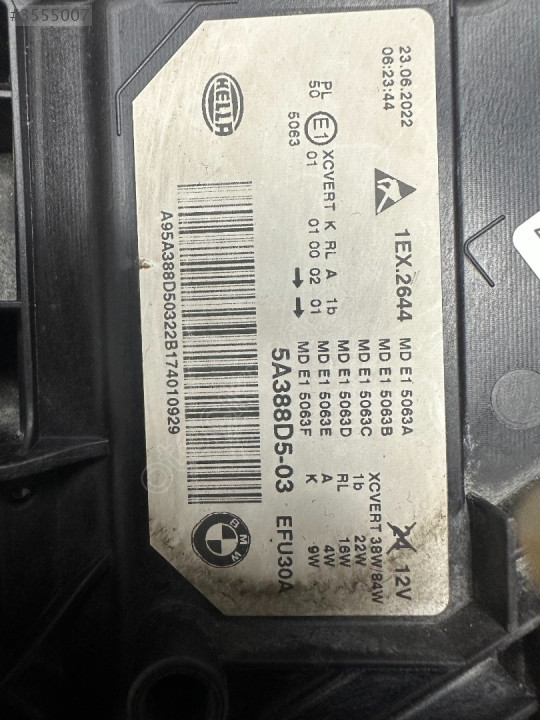 #3555007
23.06.2022
06:23:44
HELLA
PL
50
E1
5063
XCVERT K RL A 1b
01 01 00 02 01
1EX.2644
MD E1 5063A
MD E1 5063B
MD E1 5063C
MD E1 5063D
MD E1 5063E
MD E1 5063F
24 12V
XCVERT 38W/84W
1b 22W
RL 16W
A 4W
K 9W
5A388D5-03 EFU30A
BMW
A95A388D50322B174010929